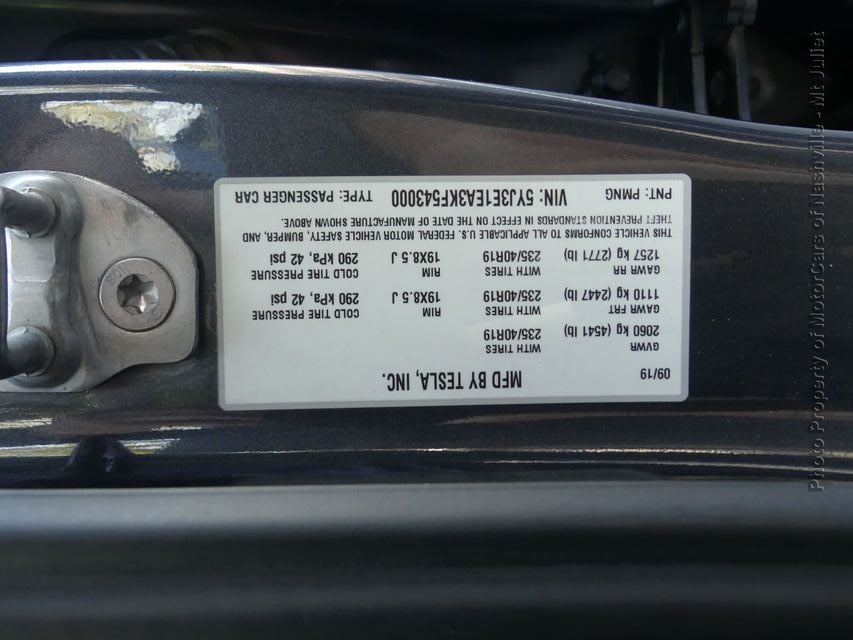 09/19 MFD BY TESLA, INC.
GVWR WITH TIRES
2060 kg (4541 lb) 235/40R19
GAWR FRT WITH TIRES RIM COLD TIRE PRESSURE
1110 kg (2447 lb) 235/40R19 19X8.5 J 290 kPa, 42 psi
GAWR RR WITH TIRES RIM COLD TIRE PRESSURE
1257 kg (2771 lb) 235/40R19 19X8.5 J 290 kPa, 42 psi
THIS VEHICLE CONFORMS TO ALL APPLICABLE U.S. FEDERAL MOTOR VEHICLE SAFETY, BUMPER, AND
THEFT PREVENTION STANDARDS IN EFFECT ON THE DATE OF MANUFACTURE SHOWN ABOVE.
PNT: PMNG VIN: 5YJ3E1EA3KF543000 TYPE: PASSENGER CAR
Photo Property of MotorCars of Nashville - Mt Juliet